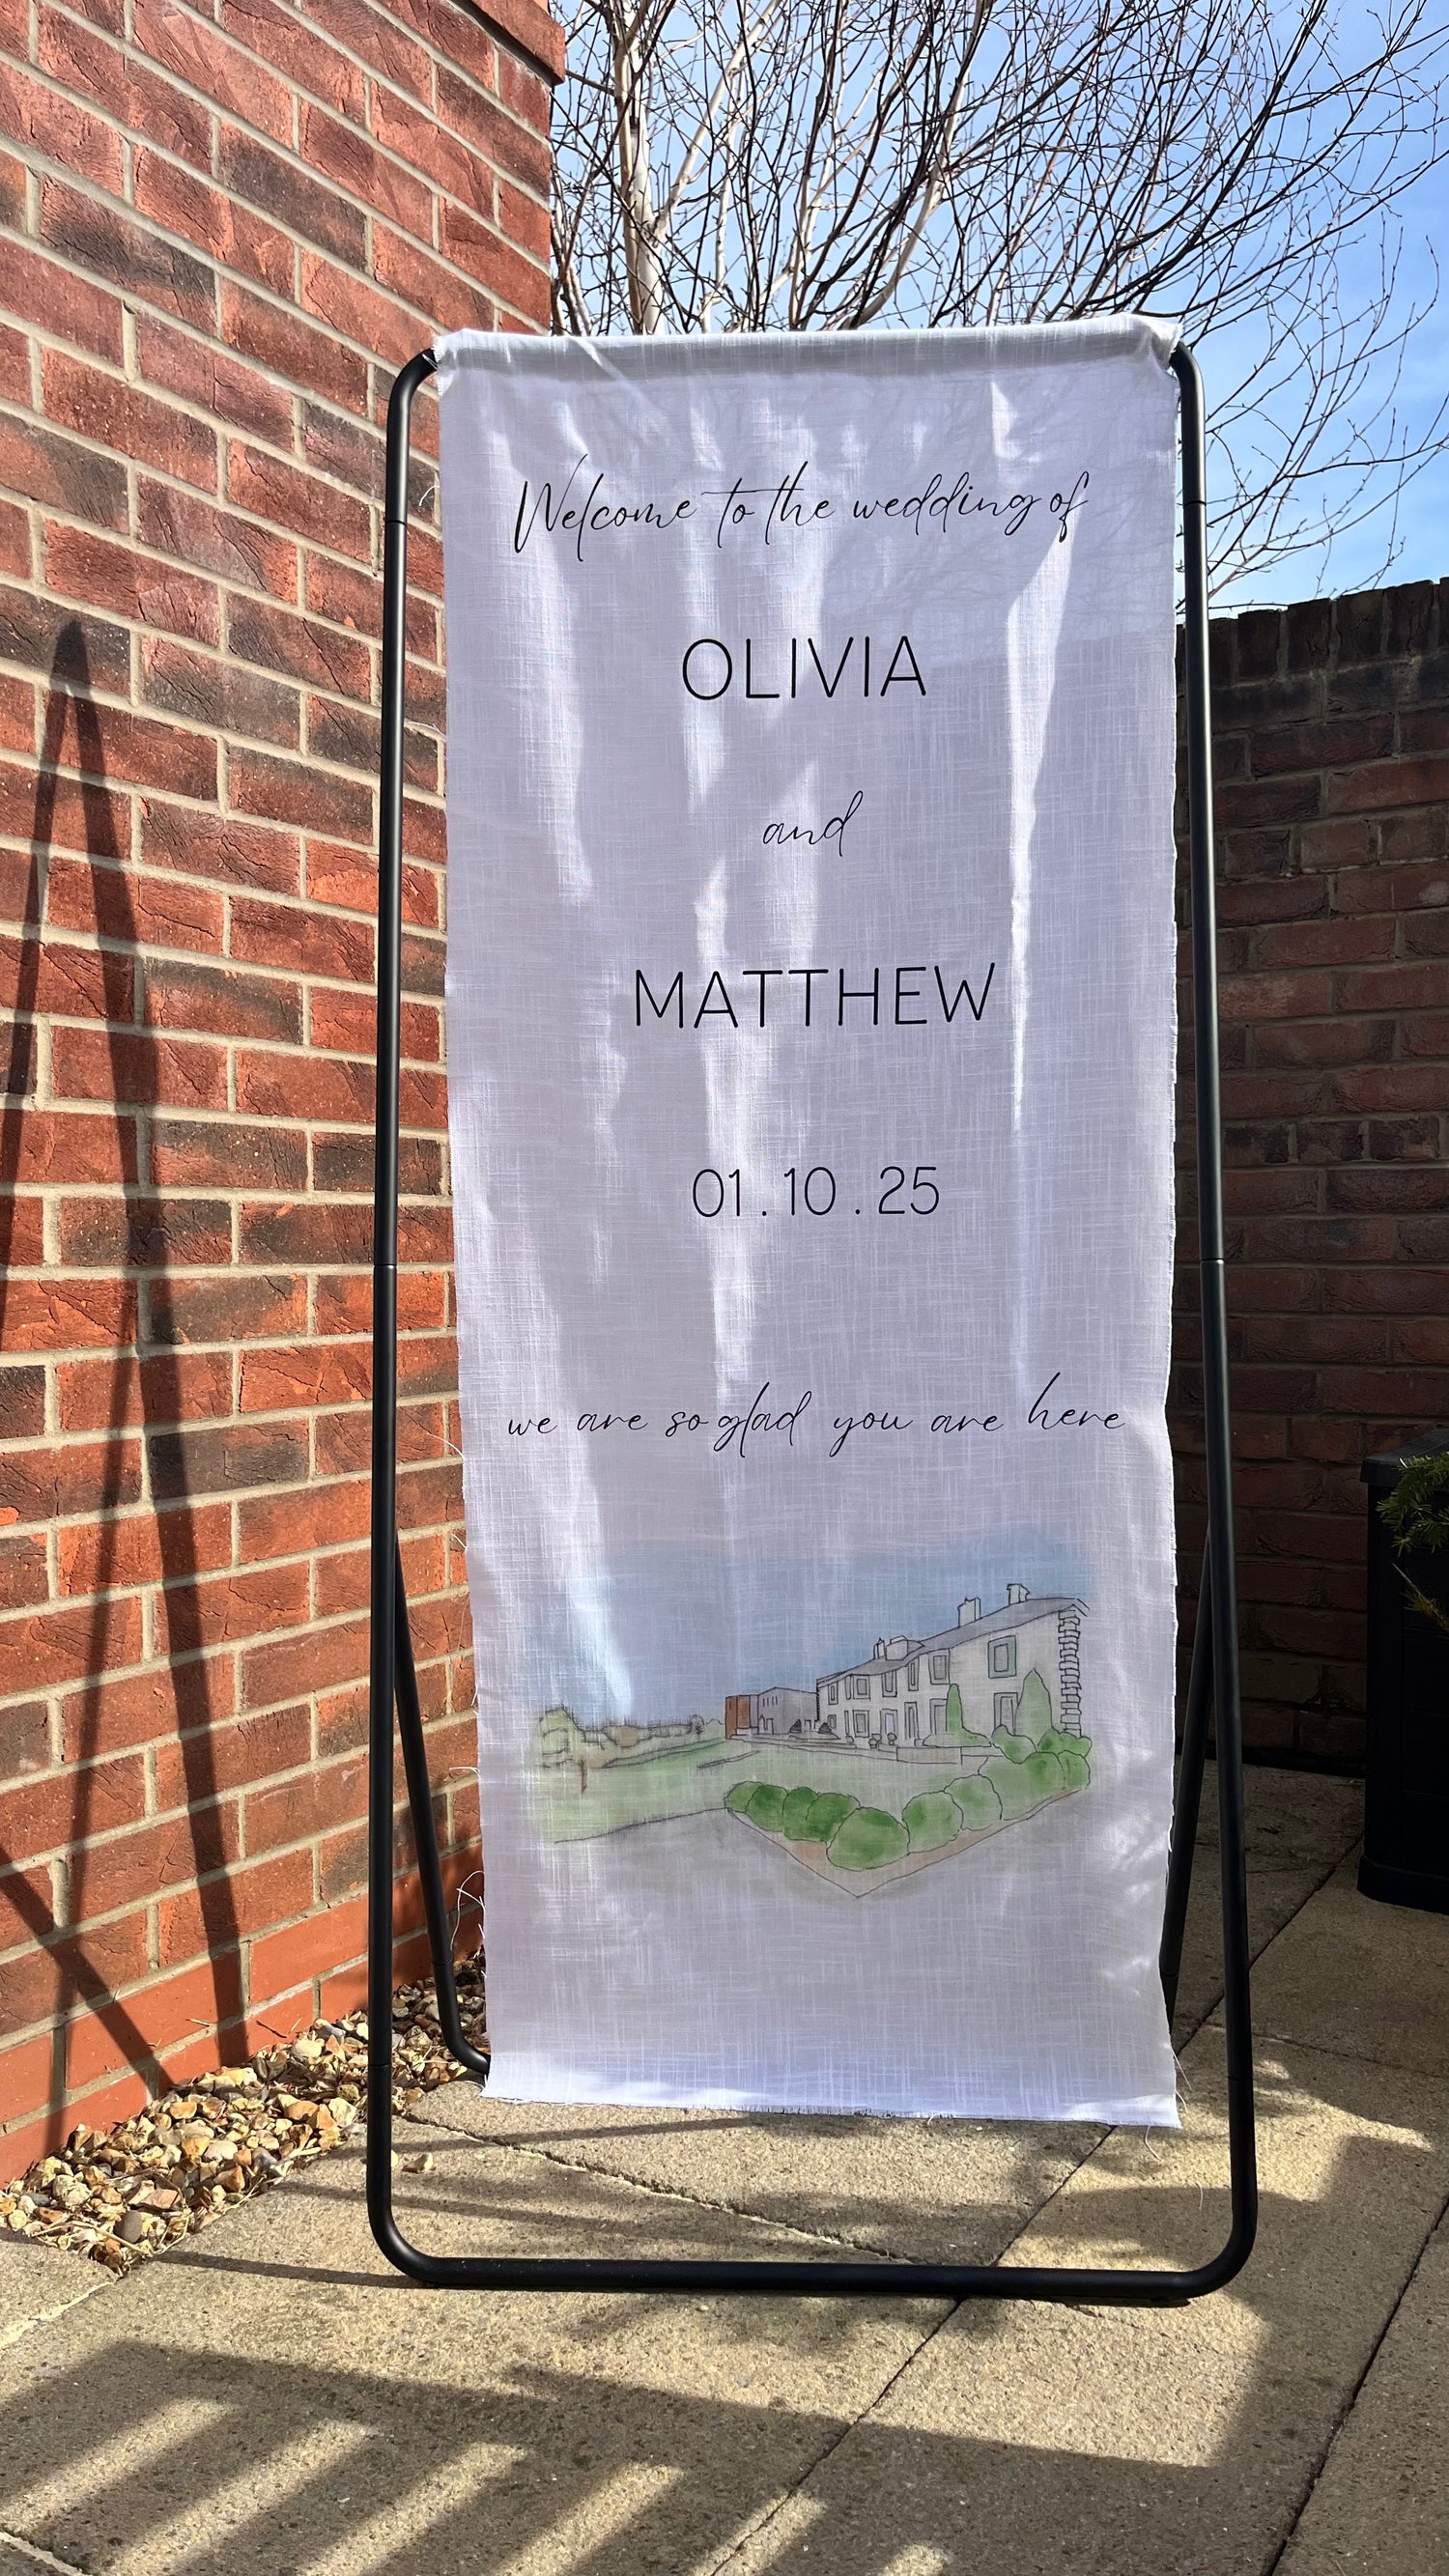 Welcome to the wedding of
OLIVIA
and
MATTHEW
01.10.25
we are so glad you are here